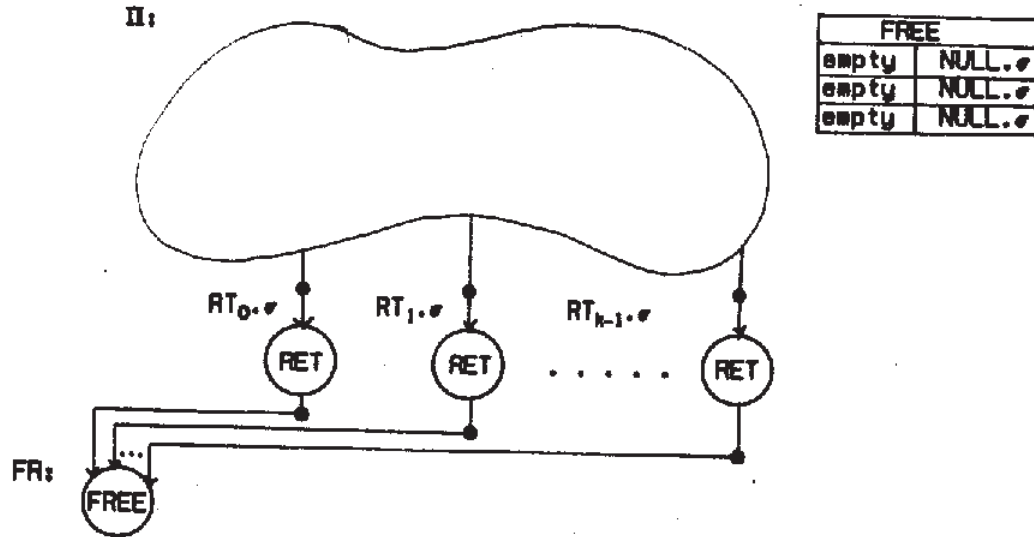 II:
FREE
empty NULL.σ
empty NULL.σ
empty NULL.σ
RT₀.σ RT₁.σ RTₖ₋₁.σ
RET RET . . . . . RET
...
FR:
FREE